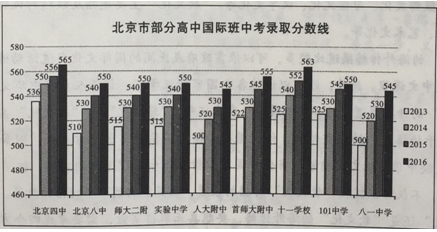 北京市部分高中国际班中考录取分数线
580
560
540
520
500
480
460
536 550 556 565
510 530 540 550
515 530 540 550
515 530 540 550
500 520 530 545
522 530 545 555
525 540 552 563
525 530 545 550
500 520 530 545
2013
2014
2015
2016
北京四中 北京八中 师大二附 实验中学 人大附中 首师大附中 十一学校 101中学 八一中学